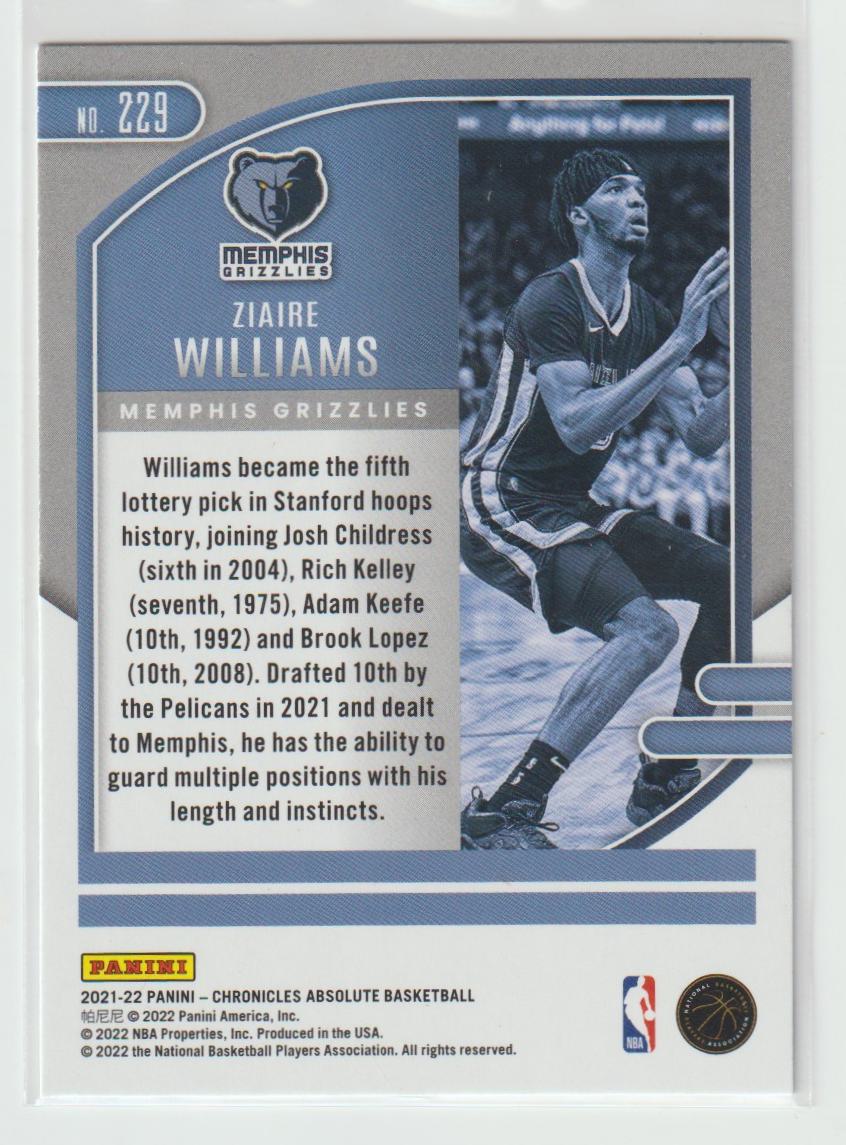 NO. 229
MEMPHIS
GRIZZLIES
ZIAIRE
WILLIAMS
MEMPHIS GRIZZLIES
Williams became the fifth
lottery pick in Stanford hoops
history, joining Josh Childress
(sixth in 2004), Rich Kelley
(seventh, 1975), Adam Keefe
(10th, 1992) and Brook Lopez
(10th, 2008). Drafted 10th by
the Pelicans in 2021 and dealt
to Memphis, he has the ability to
guard multiple positions with his
length and instincts.
PANINI
2021-22 PANINI – CHRONICLES ABSOLUTE BASKETBALL
帕尼尼 © 2022 Panini America, Inc.
© 2022 NBA Properties, Inc. Produced in the USA.
© 2022 the National Basketball Players Association. All rights reserved.
NBA
NATIONAL BASKETBALL
PLAYERS ASSOCIATION